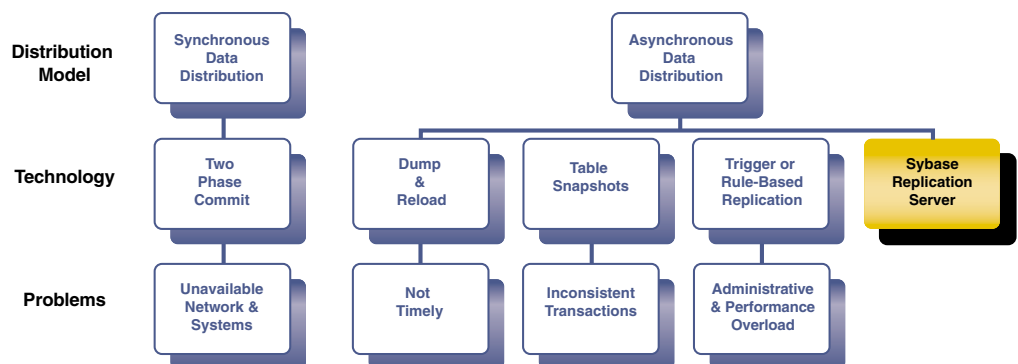 Distribution
Model
Synchronous
Data
Distribution
Asynchronous
Data
Distribution
Technology
Two
Phase
Commit
Dump
&
Reload
Table
Snapshots
Trigger or
Rule-Based
Replication
Sybase
Replication
Server
Problems
Unavailable
Network &
Systems
Not
Timely
Inconsistent
Transactions
Administrative
& Performance
Overload